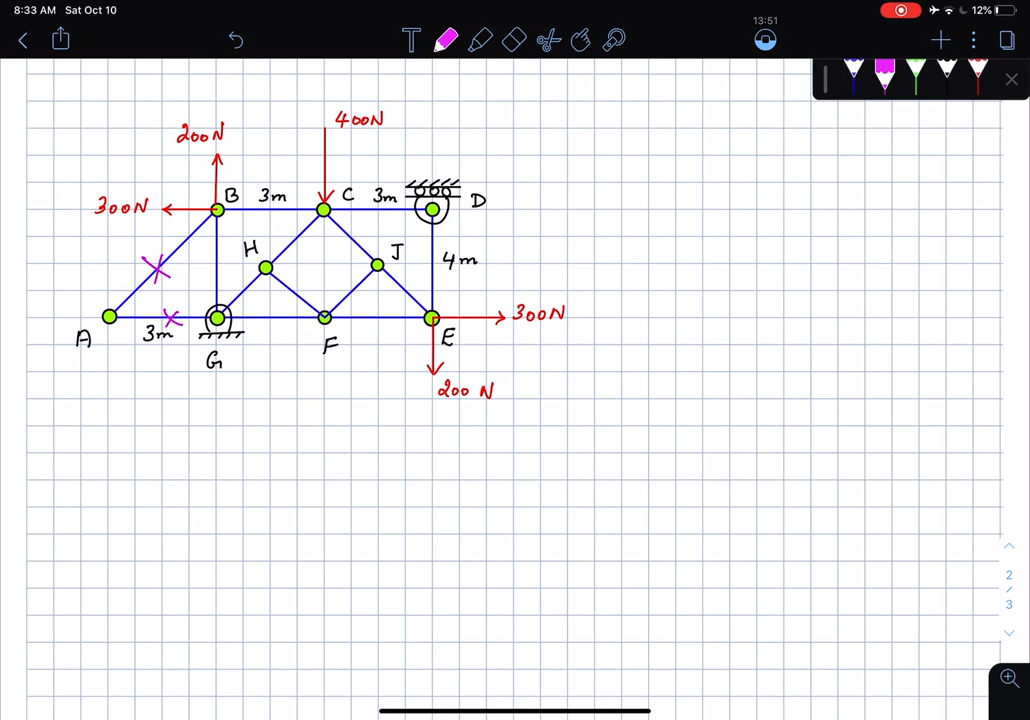 8:33 AM Sat Oct 10
13:51
12%
T
400N
200N
300N
B
3m
C
3m
D
H
J
4m
A
3m
G
F
E
300N
200 N
2
3